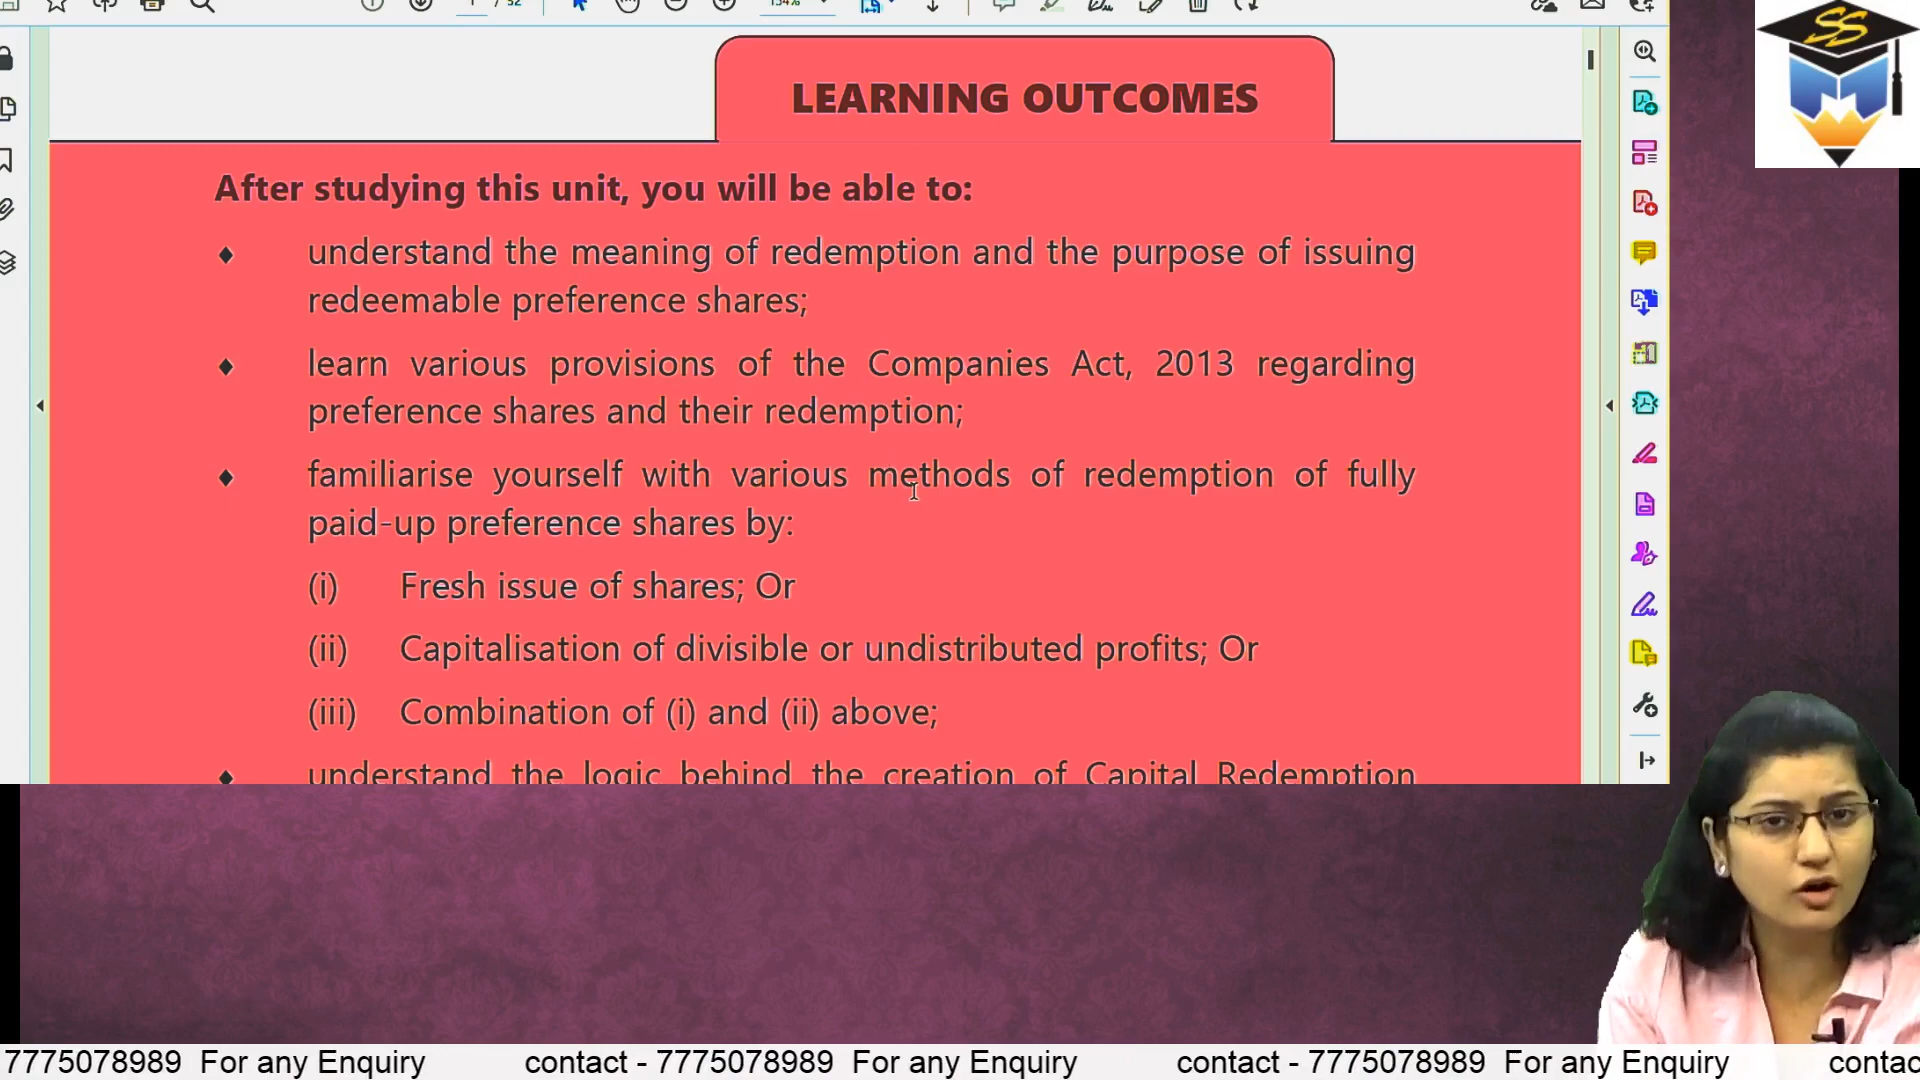 / 52
134%
SS
LEARNING OUTCOMES
After studying this unit, you will be able to:
♦ understand the meaning of redemption and the purpose of issuing
redeemable preference shares;
♦ learn various provisions of the Companies Act, 2013 regarding
preference shares and their redemption;
♦ familiarise yourself with various methods of redemption of fully
paid-up preference shares by:
(i) Fresh issue of shares; Or
(ii) Capitalisation of divisible or undistributed profits; Or
(iii) Combination of (i) and (ii) above;
♦ understand the logic behind the creation of Capital Redemption
7775078989 For any Enquiry contact - 7775078989 For any Enquiry contact - 7775078989 For any Enquiry contac